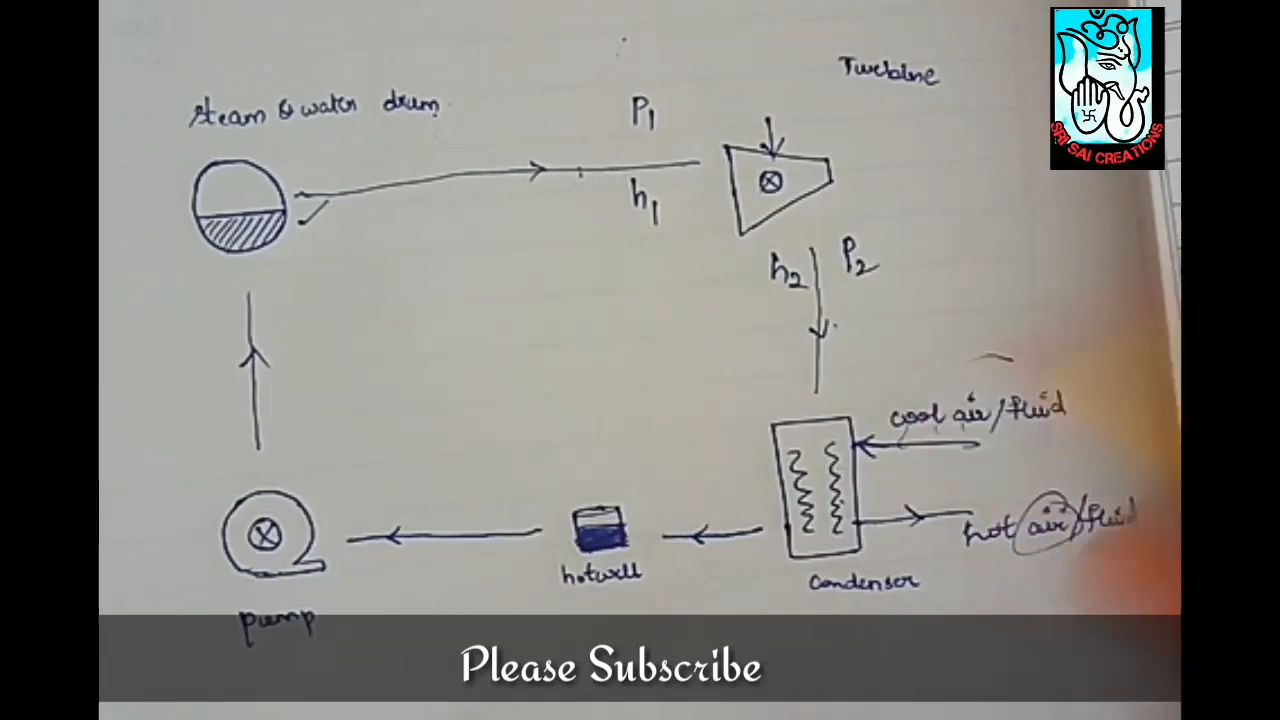 Turbine
steam & water drum
P1
h1
h2 P2
cool air/fluid
hot air/fluid
hotwell
Condenser
pump
Please Subscribe
SRI SAI CREATIONS